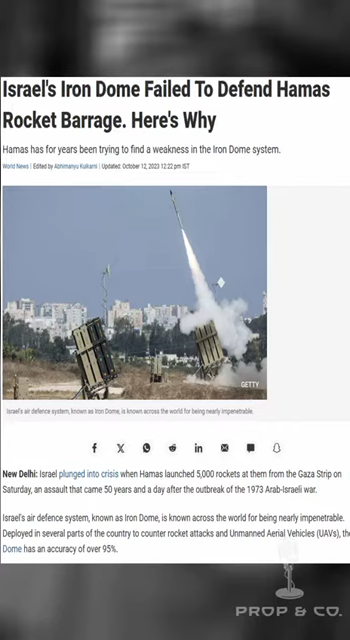 Israel's Iron Dome Failed To Defend Hamas
Rocket Barrage. Here's Why
Hamas has for years been trying to find a weakness in the Iron Dome system.
World News | Edited by Abhimanyu Kulkarni | Updated: October 12, 2023 12:22 pm IST
GETTY
Israel's air defence system, known as Iron Dome, is known across the world for being nearly impenetrable.
New Delhi: Israel plunged into crisis when Hamas launched 5,000 rockets at them from the Gaza Strip on
Saturday, an assault that came 50 years and a day after the outbreak of the 1973 Arab-Israeli war.
Israel's air defence system, known as Iron Dome, is known across the world for being nearly impenetrable.
Deployed in several parts of the country to counter rocket attacks and Unmanned Aerial Vehicles (UAVs), the
Dome has an accuracy of over 95%.
PROP & CO.